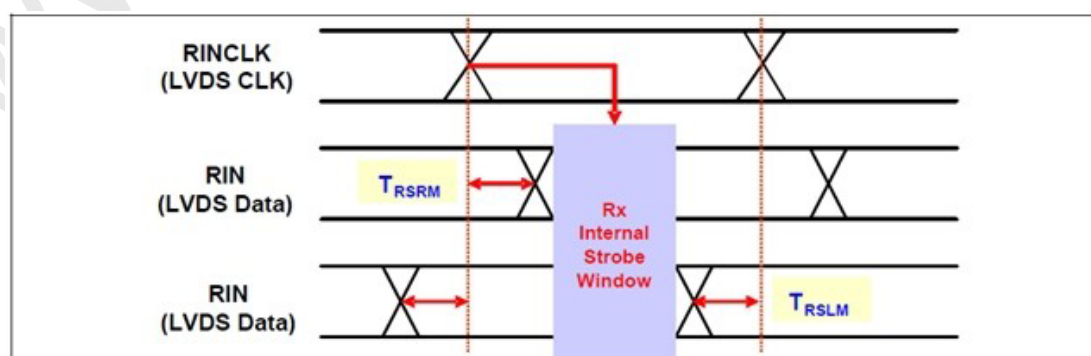 RINCLK
(LVDS CLK)
RIN
(LVDS Data)
TRSRM
Rx
Internal
Strobe
Window
RIN
(LVDS Data)
TRSLM